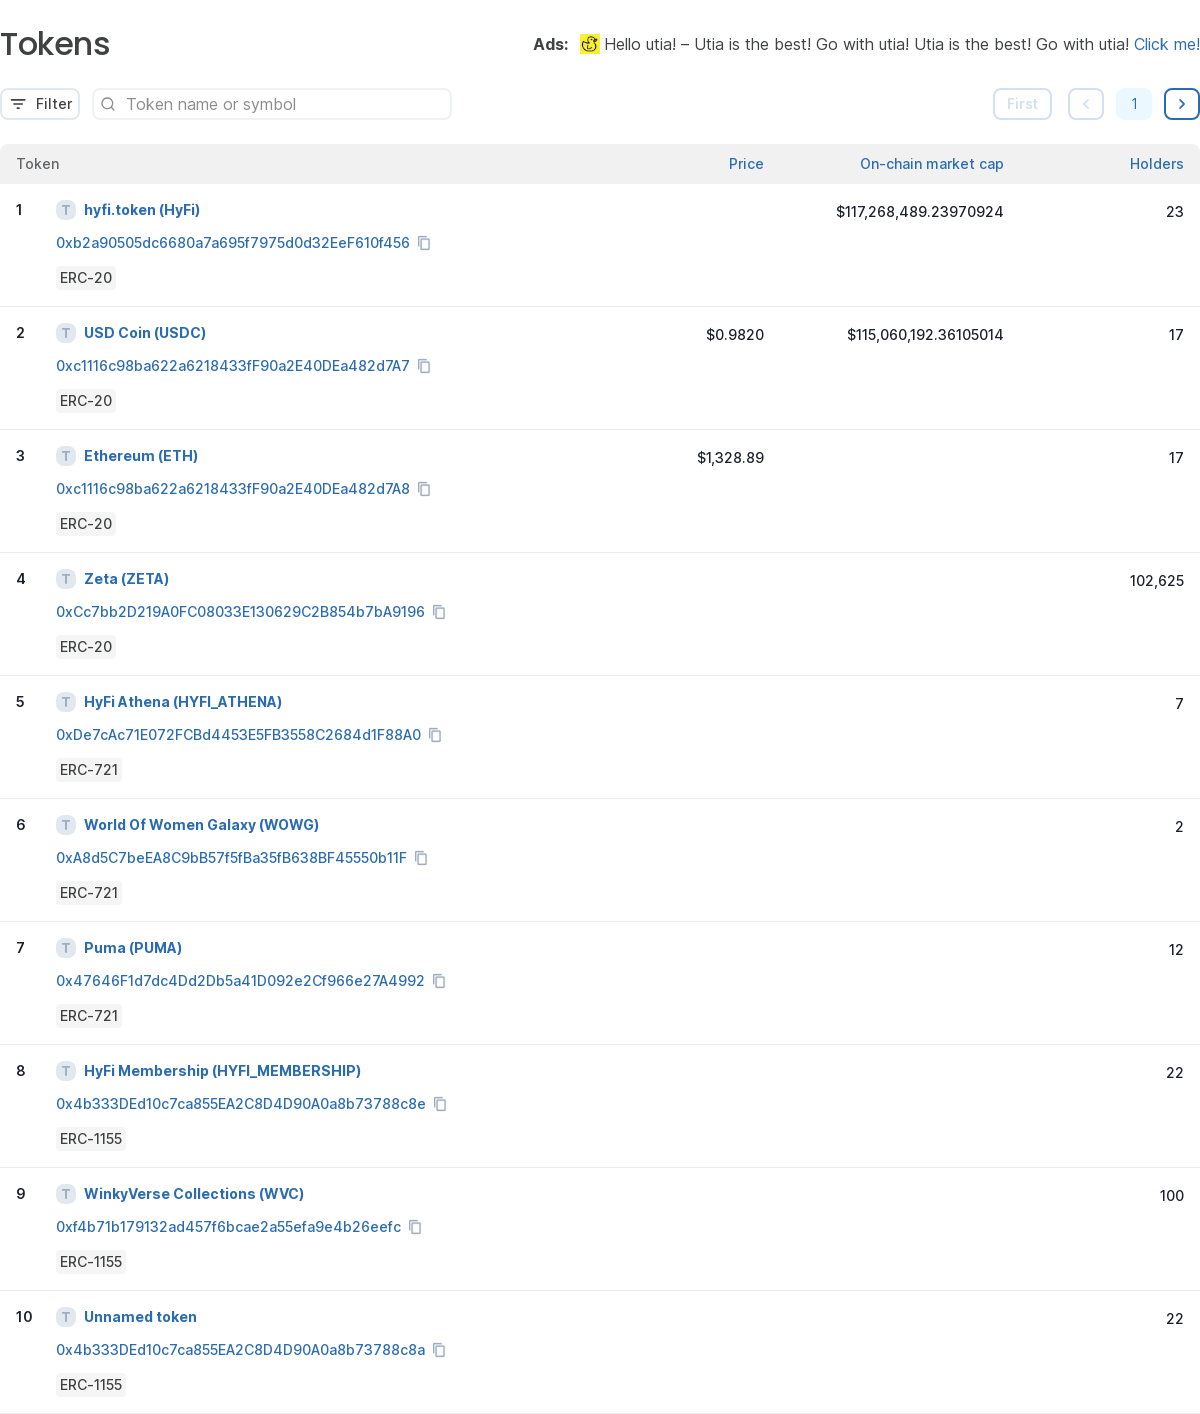 Tokens
Ads: Hello utia! – Utia is the best! Go with utia! Utia is the best! Go with utia! Click me!
Filter
Token name or symbol
First
1
Token Price On-chain market cap Holders
1 T hyfi.token (HyFi) $117,268,489.23970924 23
0xb2a90505dc6680a7a695f7975d0d32EeF610f456
ERC-20
2 T USD Coin (USDC) $0.9820 $115,060,192.36105014 17
0xc1116c98ba622a6218433fF90a2E40DEa482d7A7
ERC-20
3 T Ethereum (ETH) $1,328.89 17
0xc1116c98ba622a6218433fF90a2E40DEa482d7A8
ERC-20
4 T Zeta (ZETA) 102,625
0xCc7bb2D219A0FC08033E130629C2B854b7bA9196
ERC-20
5 T HyFi Athena (HYFI_ATHENA) 7
0xDe7cAc71E072FCBd4453E5FB3558C2684d1F88A0
ERC-721
6 T World Of Women Galaxy (WOWG) 2
0xA8d5C7beEA8C9bB57f5fBa35fB638BF45550b11F
ERC-721
7 T Puma (PUMA) 12
0x47646F1d7dc4Dd2Db5a41D092e2Cf966e27A4992
ERC-721
8 T HyFi Membership (HYFI_MEMBERSHIP) 22
0x4b333DEd10c7ca855EA2C8D4D90A0a8b73788c8e
ERC-1155
9 T WinkyVerse Collections (WVC) 100
0xf4b71b179132ad457f6bcae2a55efa9e4b26eefc
ERC-1155
10 T Unnamed token 22
0x4b333DEd10c7ca855EA2C8D4D90A0a8b73788c8a
ERC-1155